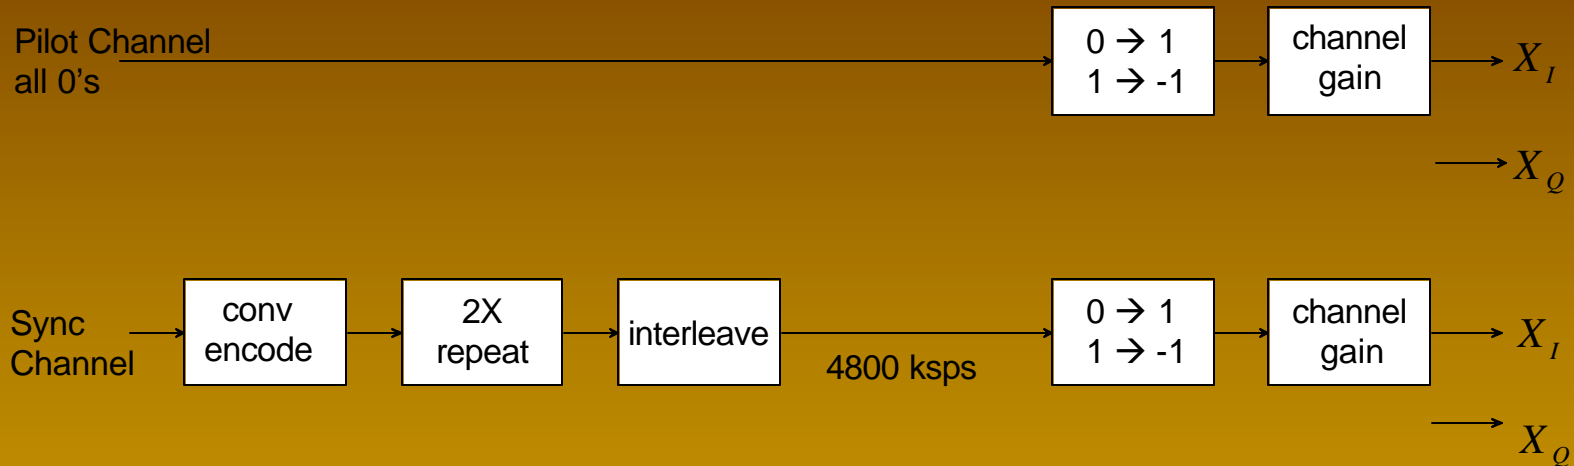 Pilot Channel
all 0's
0 → 1
1 → -1
channel
gain
X_I
X_Q
Sync
Channel
conv
encode
2X
repeat
interleave
4800 ksps
0 → 1
1 → -1
channel
gain
X_I
X_Q